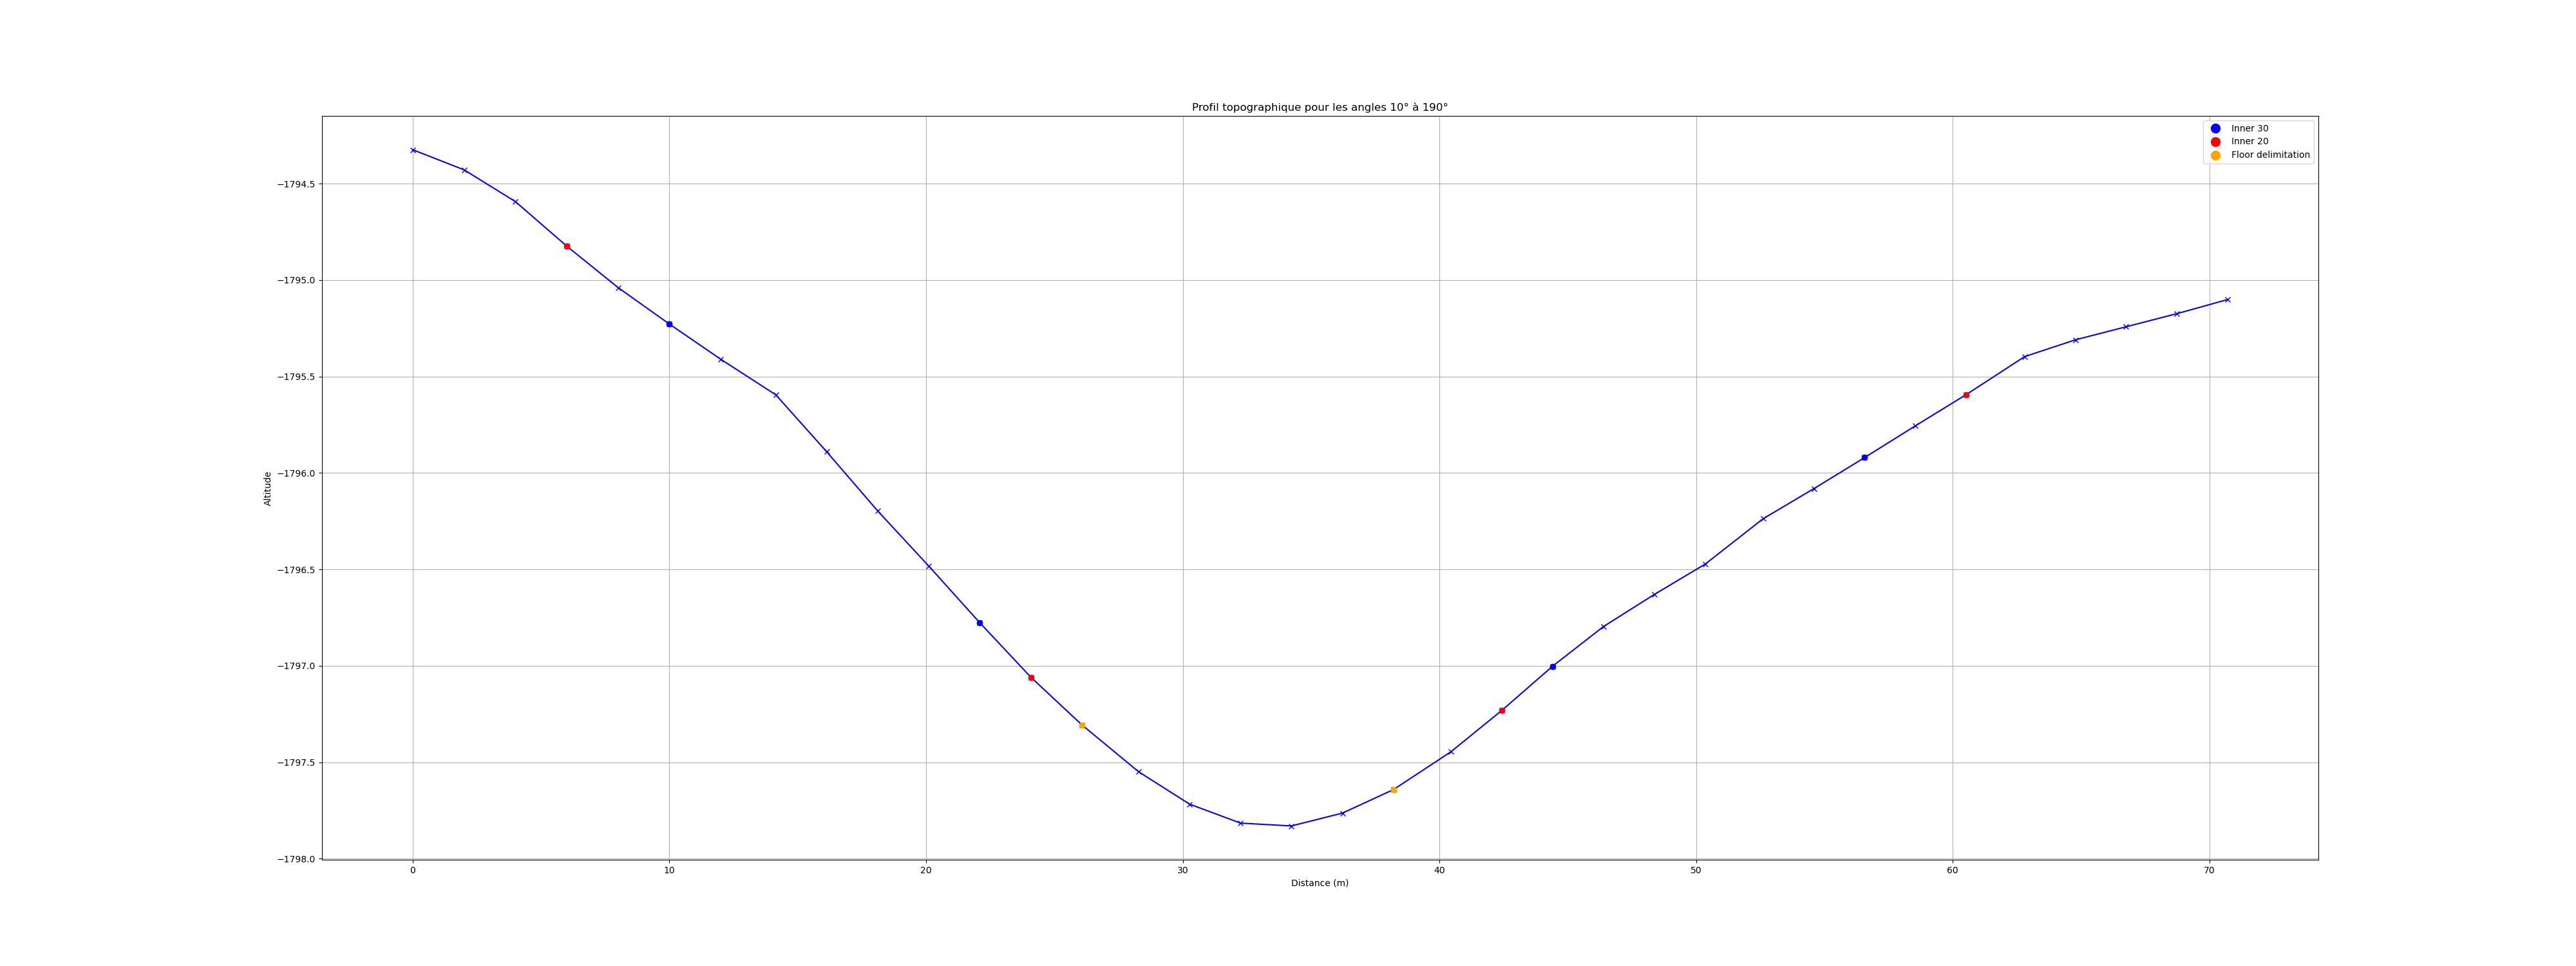 Profil topographique pour les angles 10° à 190°
Inner 30
Inner 20
Floor delimitation
−1794.5
−1795.0
−1795.5
−1796.0
−1796.5
−1797.0
−1797.5
−1798.0
Altitude
0 10 20 30 40 50 60 70
Distance (m)